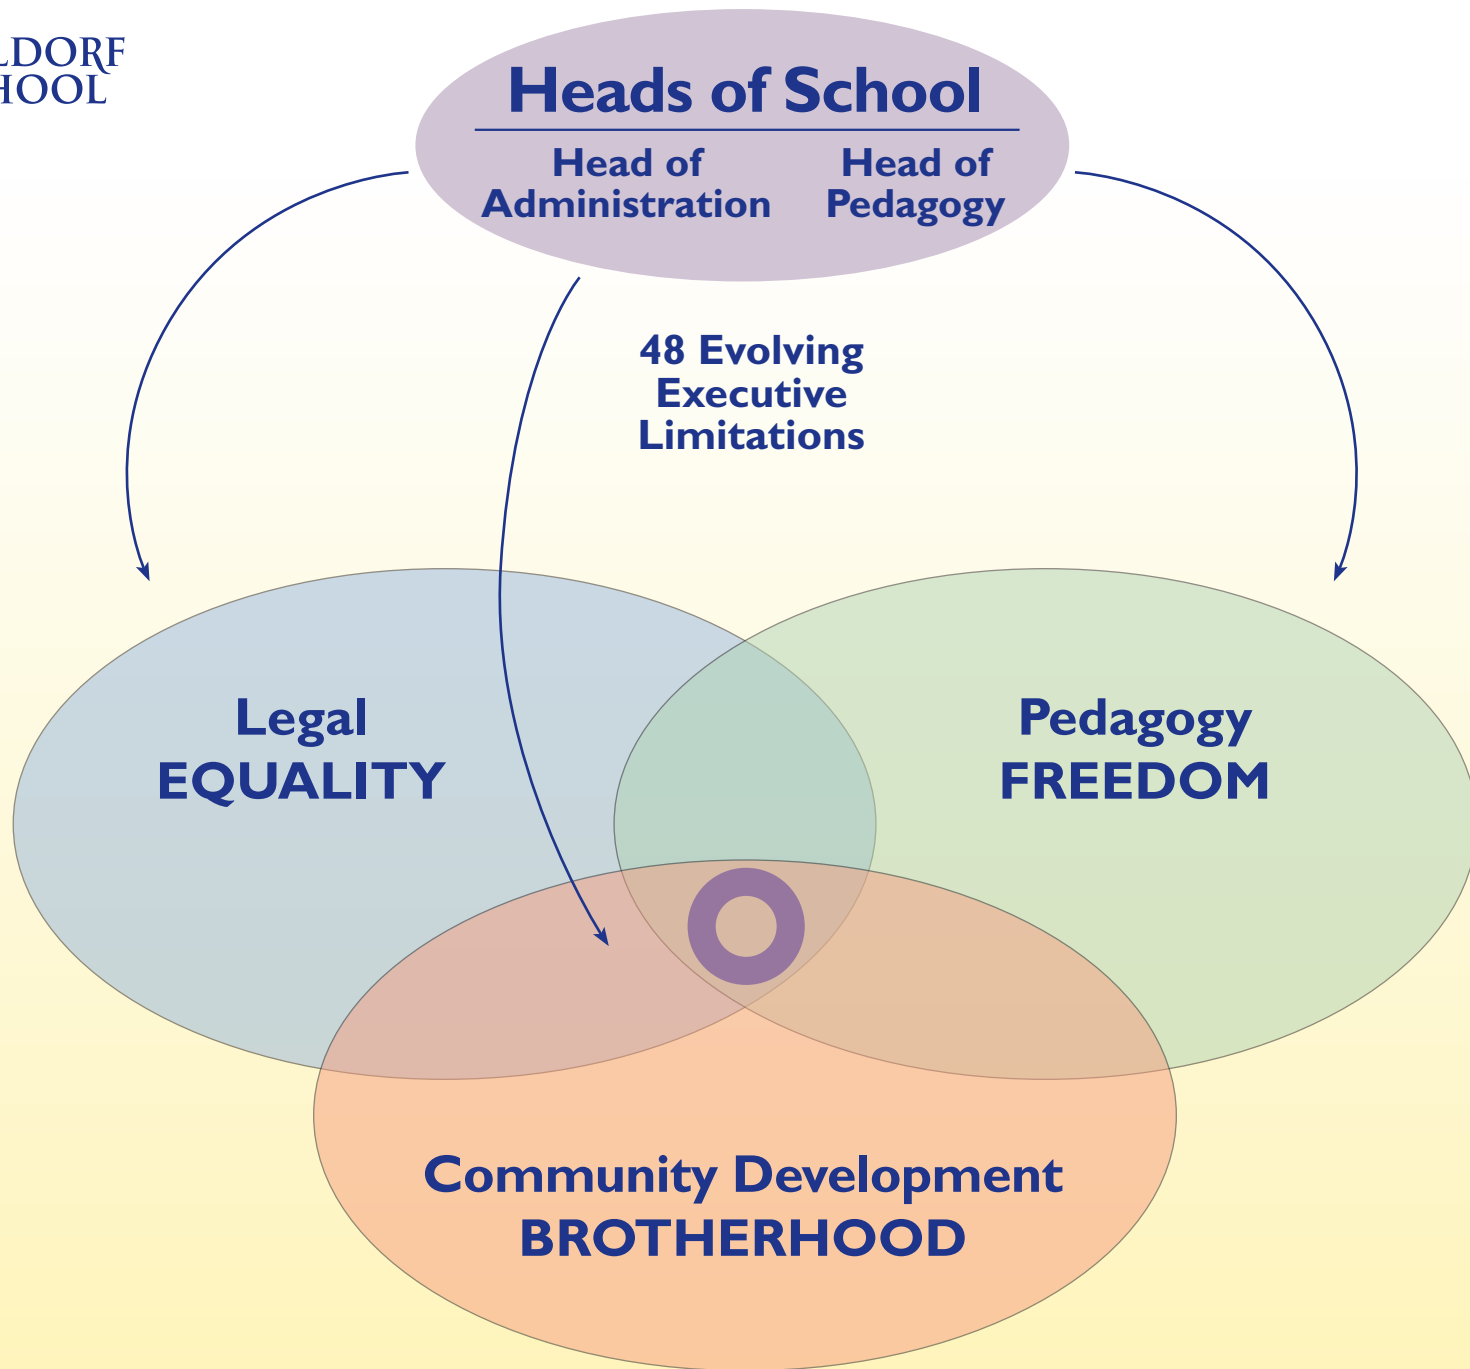 LDORF
HOOL
Heads of School
Head of Administration
Head of Pedagogy
48 Evolving
Executive
Limitations
Legal
EQUALITY
Pedagogy
FREEDOM
Community Development
BROTHERHOOD